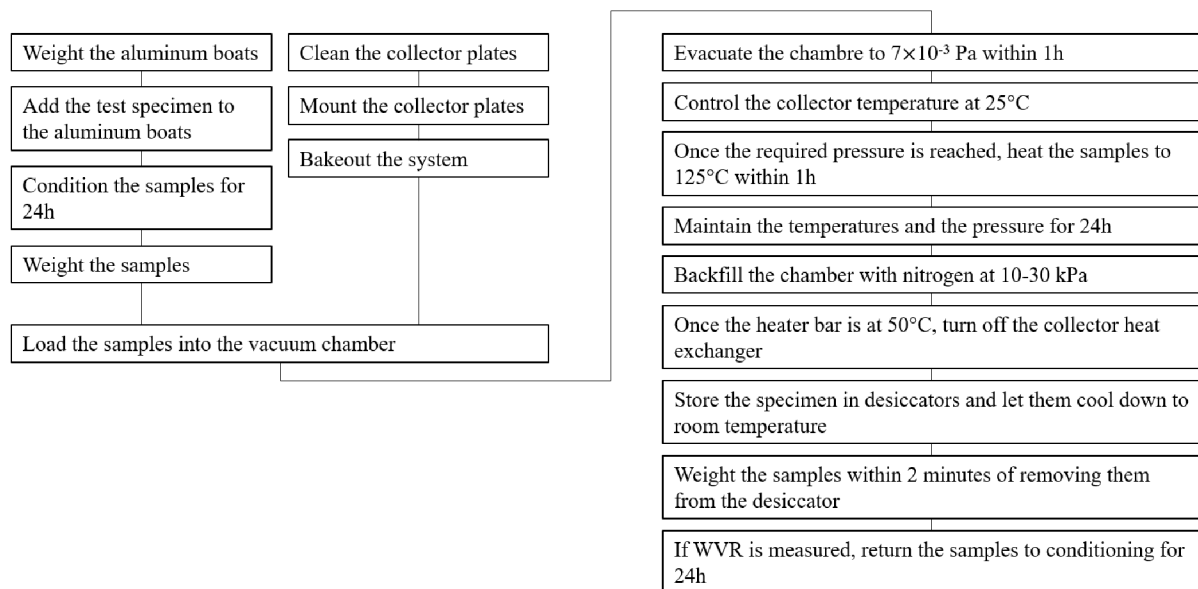 Weight the aluminum boats
Add the test specimen to
the aluminum boats
Condition the samples for
24h
Weight the samples
Clean the collector plates
Mount the collector plates
Bakeout the system
Load the samples into the vacuum chamber
Evacuate the chambre to 7×10⁻³ Pa within 1h
Control the collector temperature at 25°C
Once the required pressure is reached, heat the samples to
125°C within 1h
Maintain the temperatures and the pressure for 24h
Backfill the chamber with nitrogen at 10-30 kPa
Once the heater bar is at 50°C, turn off the collector heat
exchanger
Store the specimen in desiccators and let them cool down to
room temperature
Weight the samples within 2 minutes of removing them
from the desiccator
If WVR is measured, return the samples to conditioning for
24h